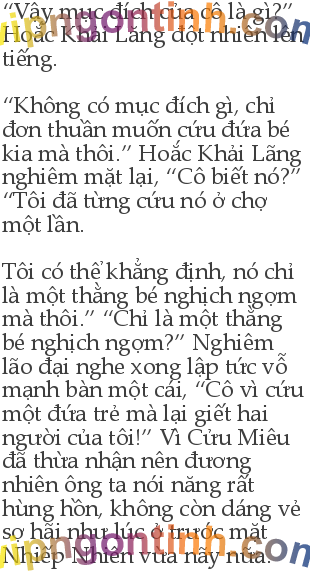 “Vậy mục đích của cô là gì?”
Hoắc Khải Lãng đột nhiên lên
tiếng.
“Không có mục đích gì, chỉ
đơn thuần muốn cứu đứa bé
kia mà thôi.” Hoắc Khải Lãng
nghiêm mặt lại, “Cô biết nó?”
“Tôi đã từng cứu nó ở chợ
một lần.
Tôi có thể khẳng định, nó chỉ
là một thằng bé nghịch ngợm
mà thôi.” “Chỉ là một thằng
bé nghịch ngợm?” Nghiêm
lão đại nghe xong lập tức vỗ
mạnh bàn một cái, “Cô vì cứu
một đứa trẻ mà lại giết hai
người của tôi!” Vì Cửu Miêu
đã thừa nhận nên đương
nhiên ông ta nói năng rất
hùng hồn, không còn dáng vẻ
sợ hãi như lúc ở trước mặt
Nhiếp Nhiên vừa nãy nữa.
vipngontinh.com
vipngontinh.com